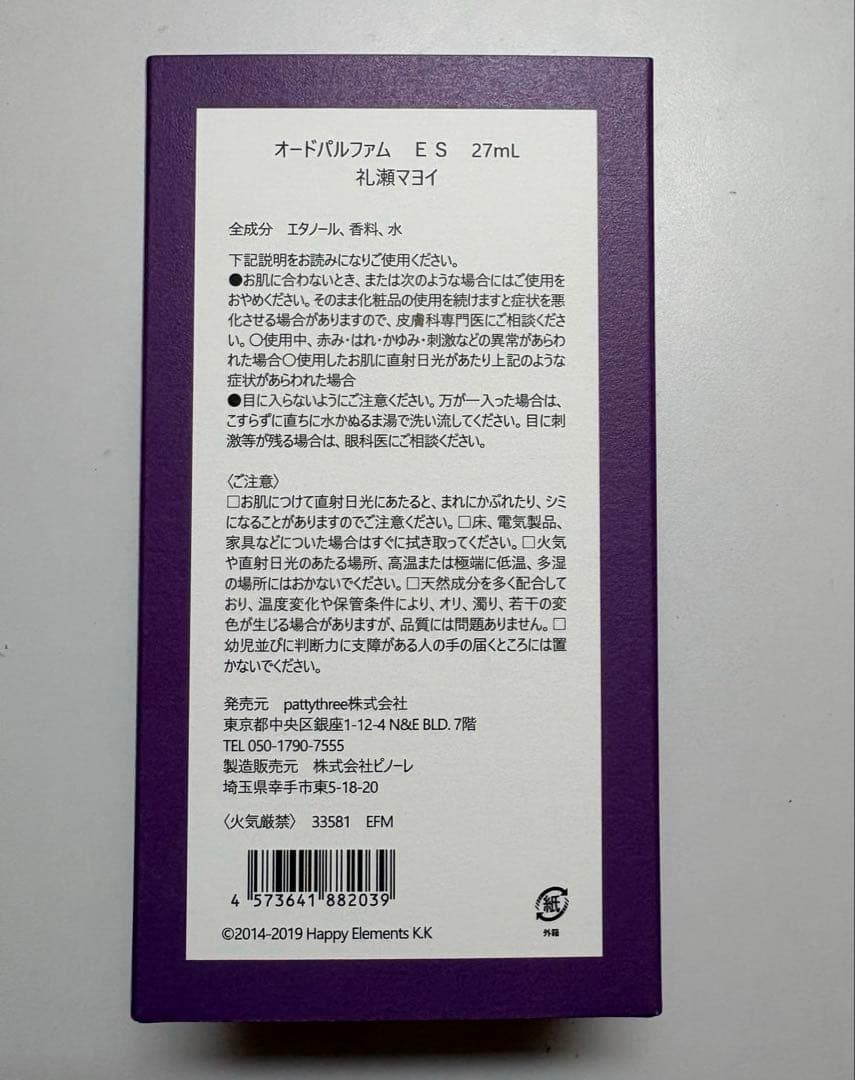 オードパルファム　ＥＳ　27mL
礼瀬マヨイ
全成分　エタノール、香料、水
下記説明をお読みになりご使用ください。
●お肌に合わないとき、または次のような場合にはご使用を
おやめください。そのまま化粧品の使用を続けますと症状を悪
化させる場合がありますので、皮膚科専門医にご相談くださ
い。〇使用中、赤み・はれ・かゆみ・刺激などの異常があらわ
れた場合〇使用したお肌に直射日光があたり上記のような
症状があらわれた場合
●目に入らないようにご注意ください。万が一入った場合は、
こすらずに直ちに水かぬるま湯で洗い流してください。目に刺
激等が残る場合は、眼科医にご相談ください。
〈ご注意〉
□お肌につけて直射日光にあたると、まれにかぶれたり、シミ
になることがありますのでご注意ください。□床、電気製品、
家具などについた場合はすぐに拭き取ってください。□火気
や直射日光のあたる場所、高温または極端に低温、多湿
の場所にはおかないでください。□天然成分を多く配合して
おり、温度変化や保管条件により、オリ、濁り、若干の変
色が生じる場合がありますが、品質には問題ありません。□
幼児並びに判断力に支障がある人の手の届くところには置
かないでください。
発売元　pattythree株式会社
東京都中央区銀座1-12-4 N&E BLD. 7階
TEL 050-1790-7555
製造販売元　株式会社ピノーレ
埼玉県幸手市東5-18-20
〈火気厳禁〉　33581　EFM
4 573641 882039
紙
外箱
©2014-2019 Happy Elements K.K